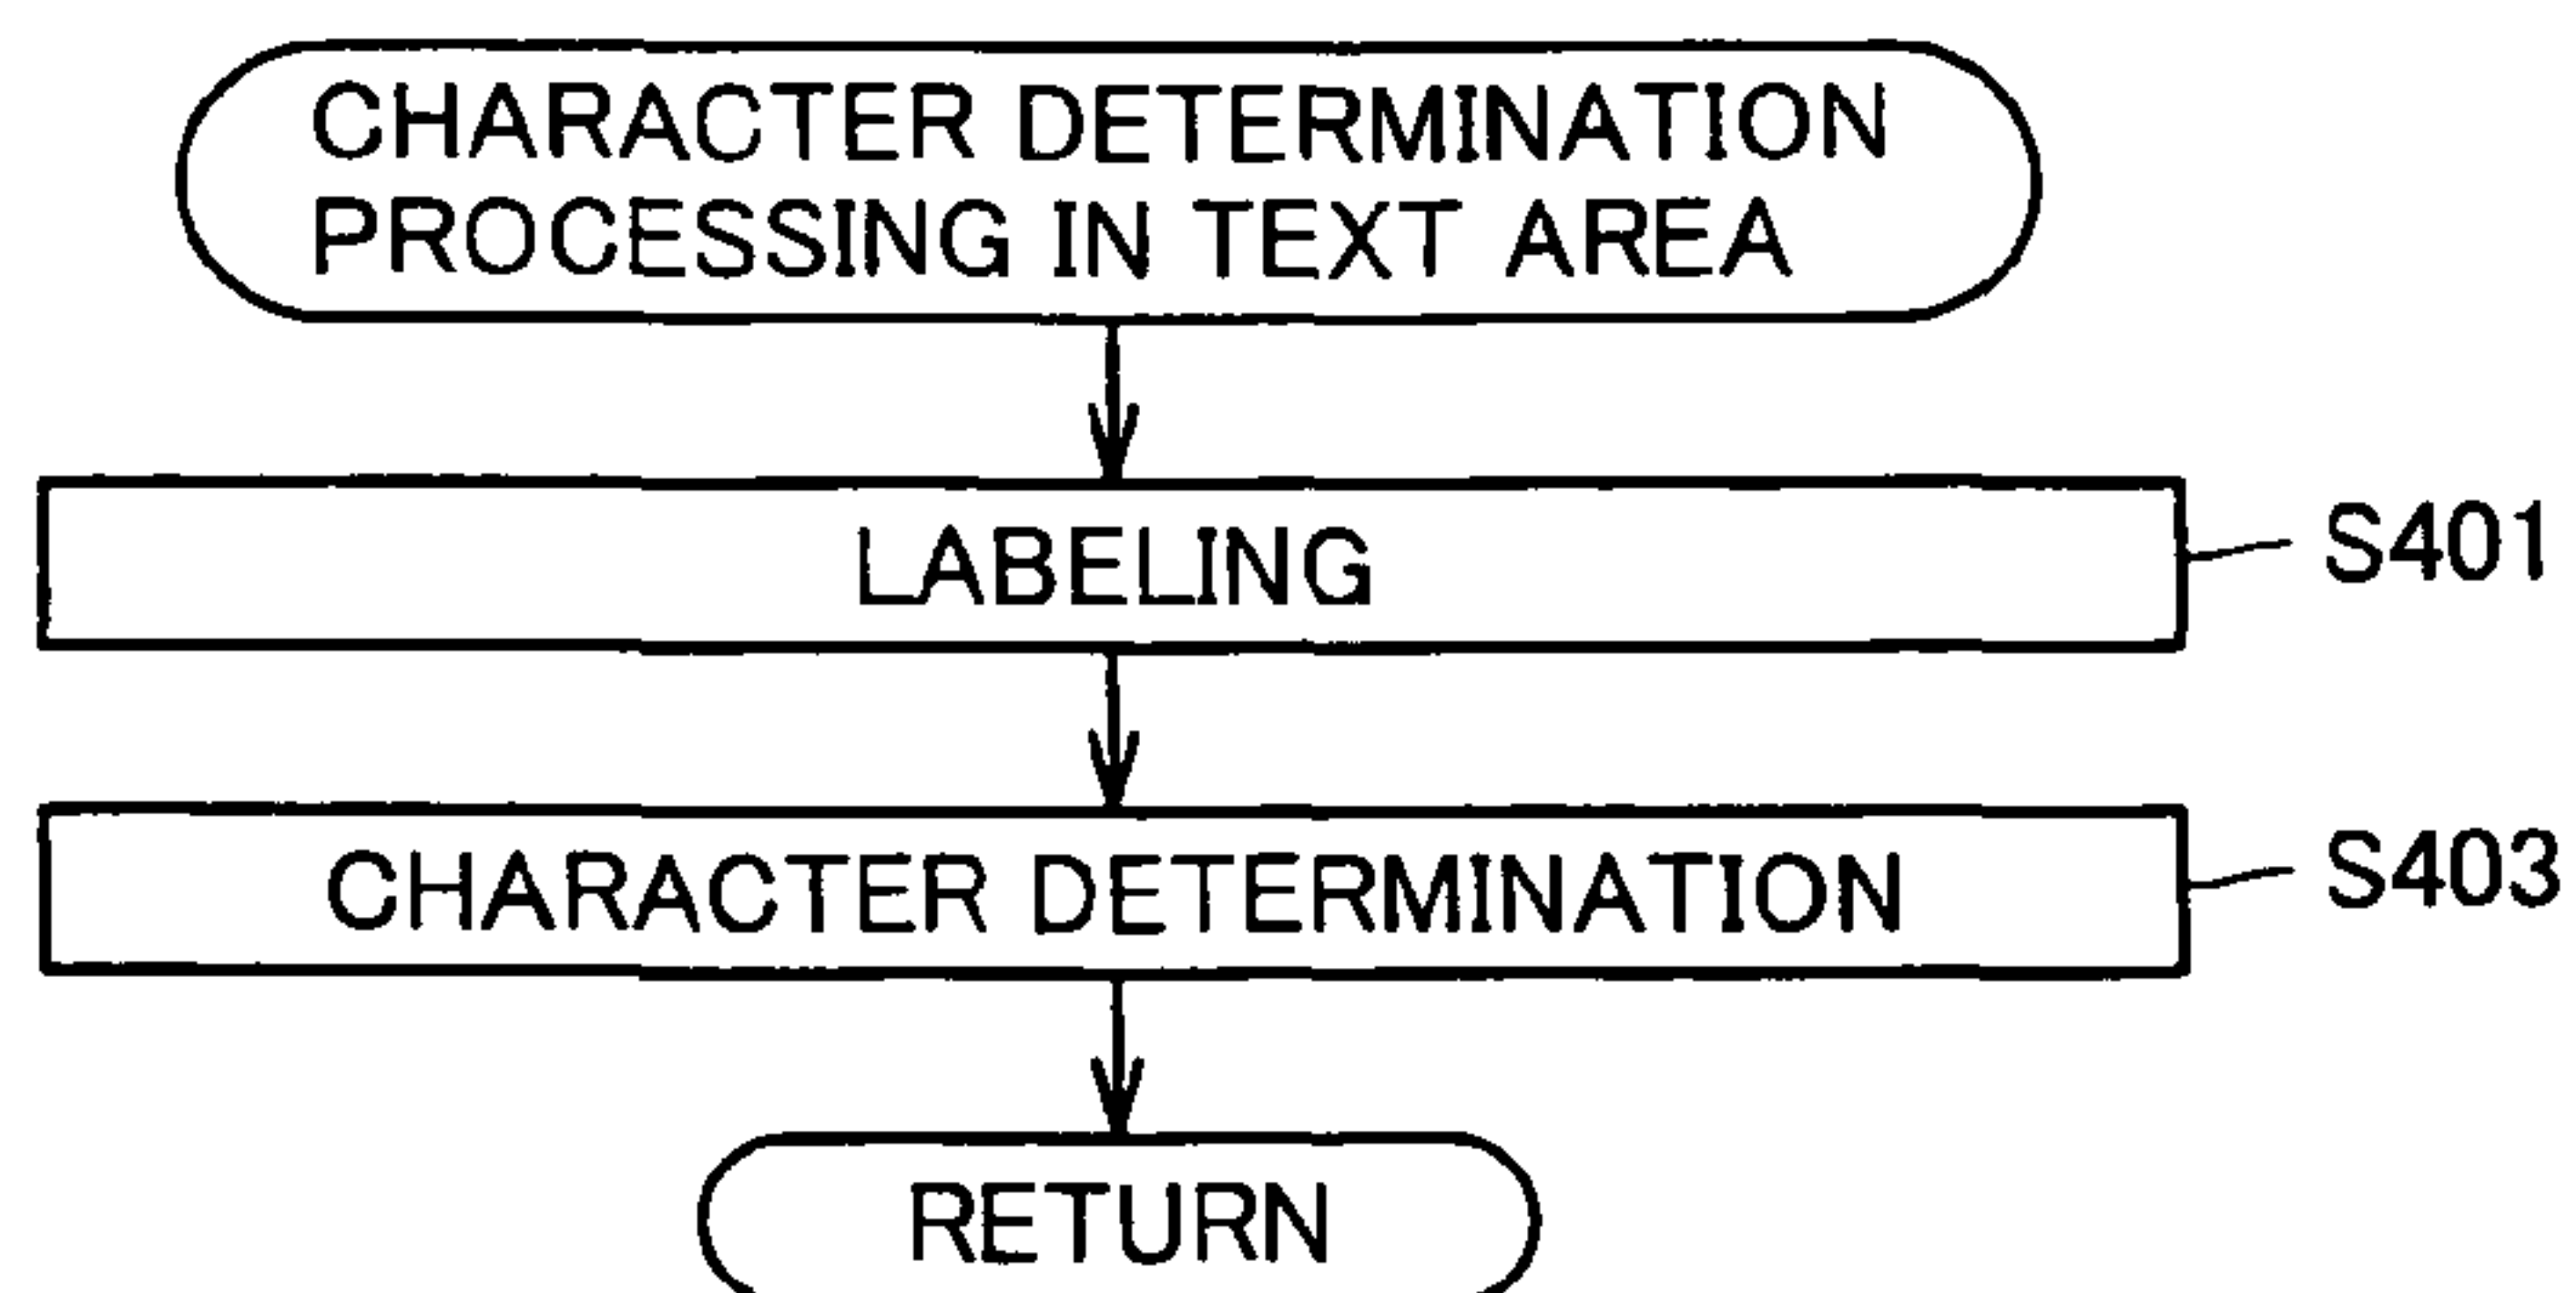 CHARACTER DETERMINATION
PROCESSING IN TEXT AREA
LABELING
S401
CHARACTER DETERMINATION
S403
RETURN